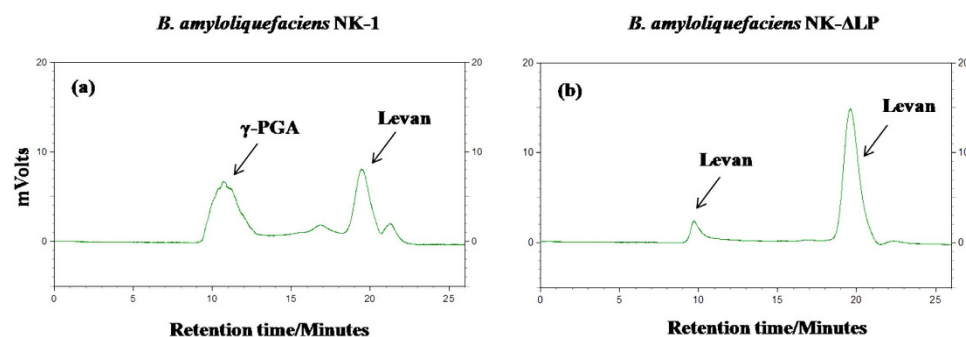 B. amyloliquefaciens NK-1
B. amyloliquefaciens NK-ΔLP
(a)
γ-PGA
Levan
mVolts
20
10
0
20
10
0
0 5 10 15 20 25
Retention time/Minutes
(b)
Levan
Levan
20
10
0
20
10
0
0 5 10 15 20 25
Retention time/Minutes